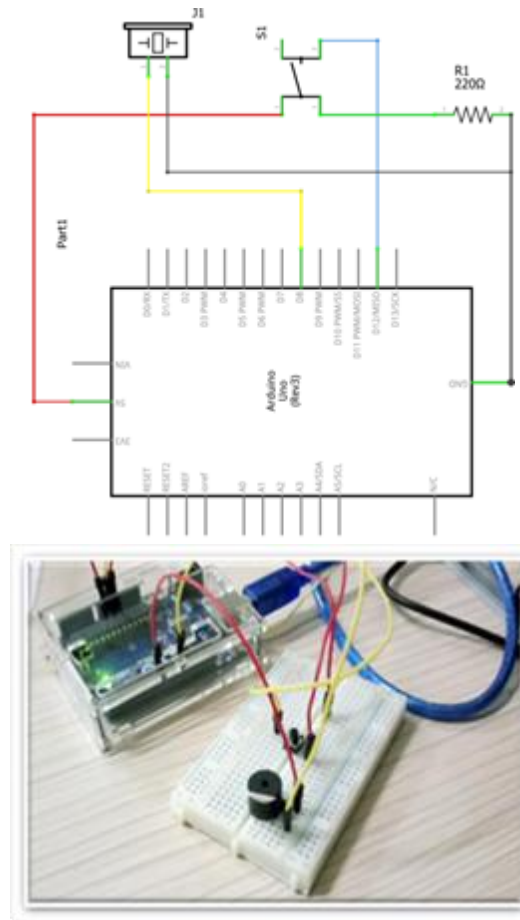 J1
S1
R1
220Ω
Part1
D0/RX
D1/TX
D2
D3 PWM
D4
D5 PWM
D6 PWM
D7
D8
D9 PWM
D10 PWM/SS
D11 PWM/MOSI
D12/MISO
D13/SCK
VIN
5V
3V3
Arduino
Uno
(Rev3)
GND
RESET
RESET2
AREF
ioref
A0
A1
A2
A3
A4/SDA
A5/SCL
N/C